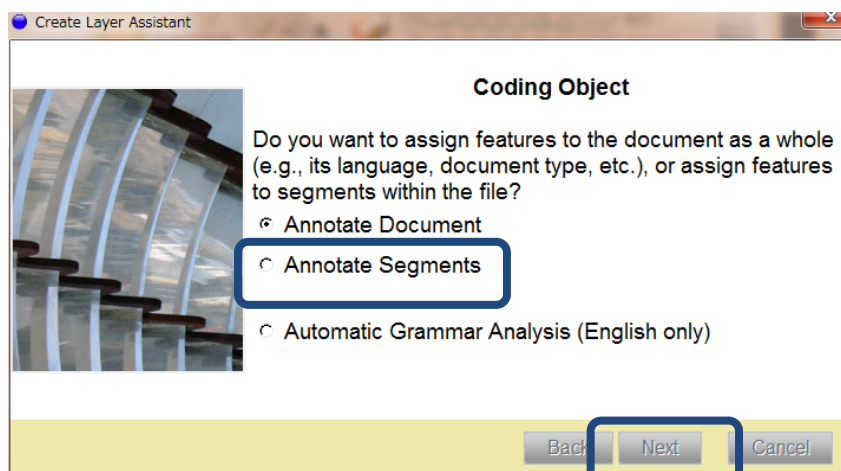 Create Layer Assistant
Coding Object
Do you want to assign features to the document as a whole
(e.g., its language, document type, etc.), or assign features
to segments within the file?
Annotate Document
Annotate Segments
Automatic Grammar Analysis (English only)
Back Next Cancel